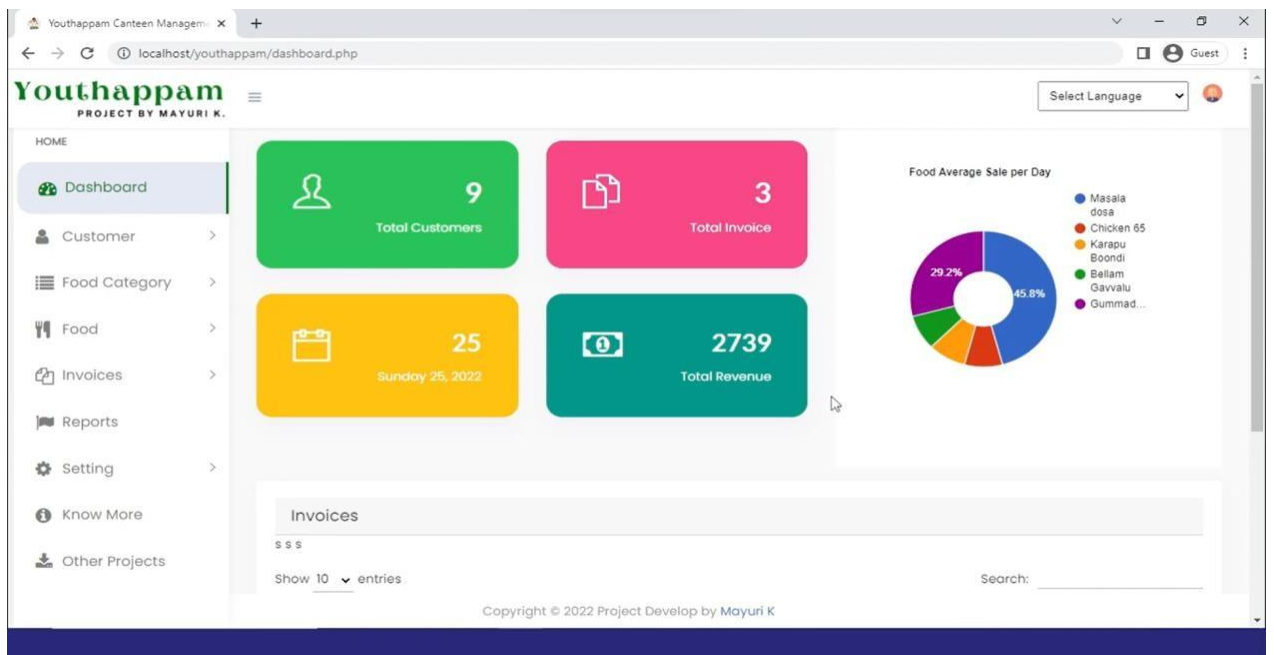 Youthappam Canteen Managem
localhost/youthappam/dashboard.php
Guest
Youthappam
PROJECT BY MAYURI K.
Select Language
HOME
Dashboard
Customer
Food Category
Food
Invoices
Reports
Setting
Know More
Other Projects
9
Total Customers
3
Total Invoice
25
Sunday 25, 2022
1
2739
Total Revenue
Food Average Sale per Day
29.2%
45.8%
Masala
dosa
Chicken 65
Karapu
Boondi
Bellam
Gavvalu
Gummad...
Invoices
s s s
Show 10 entries
Search:
Copyright © 2022 Project Develop by Mayuri K